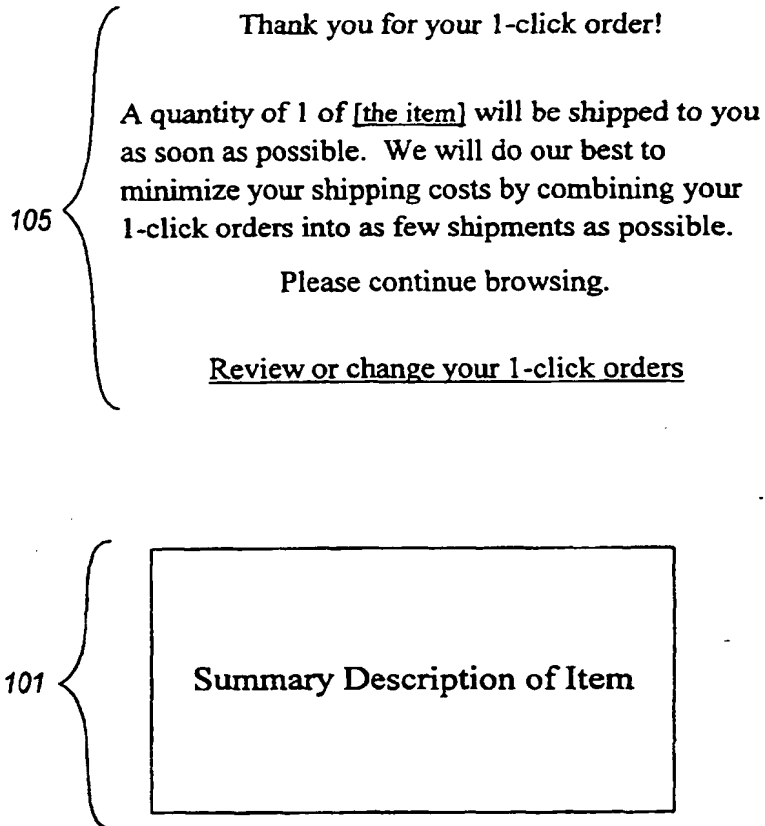 Thank you for your 1-click order!
A quantity of 1 of [the item] will be shipped to you
as soon as possible. We will do our best to
minimize your shipping costs by combining your
1-click orders into as few shipments as possible.
105
Please continue browsing.
Review or change your 1-click orders
101
Summary Description of Item